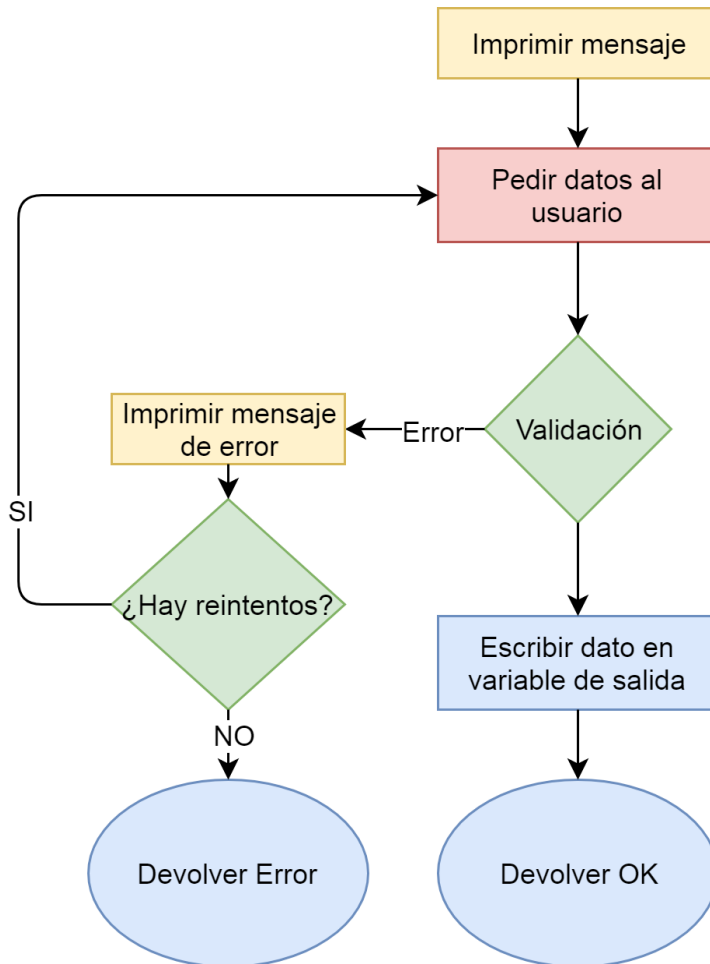 Imprimir mensaje
Pedir datos al
usuario
Validación
Error
Imprimir mensaje
de error
SI
¿Hay reintentos?
Escribir dato en
variable de salida
NO
Devolver Error
Devolver OK